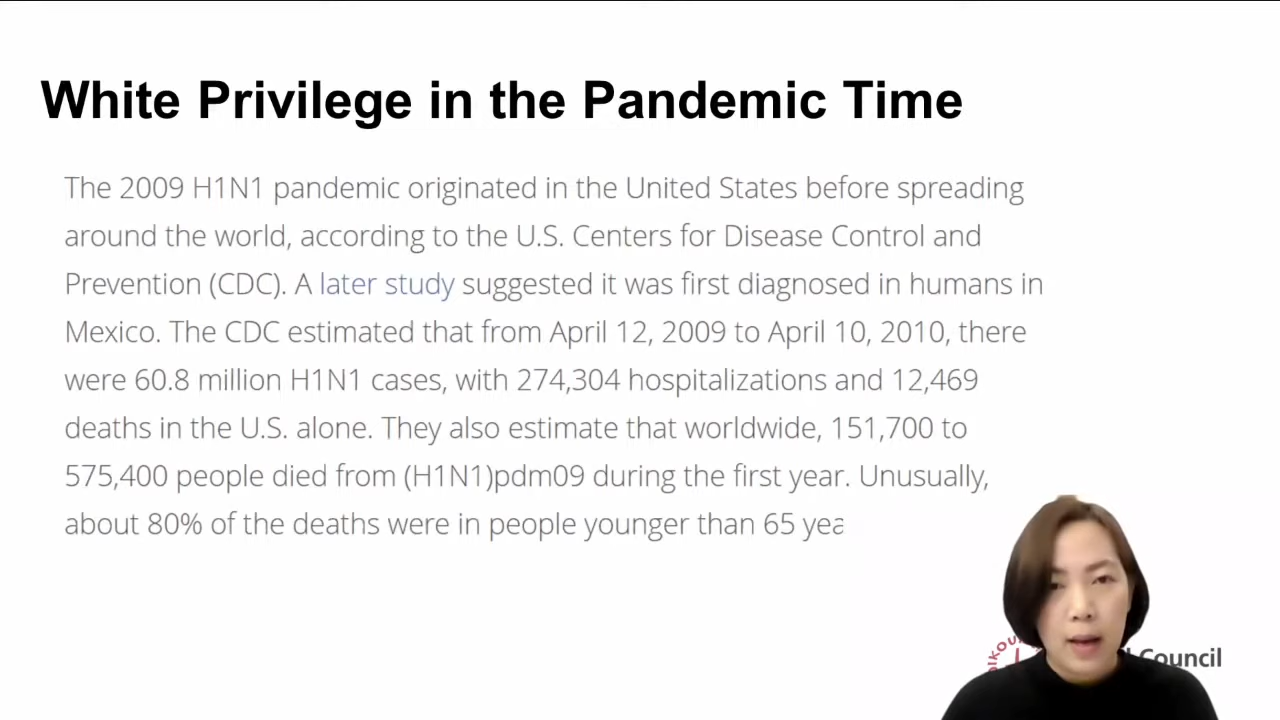 White Privilege in the Pandemic Time
The 2009 H1N1 pandemic originated in the United States before spreading
around the world, according to the U.S. Centers for Disease Control and
Prevention (CDC). A later study suggested it was first diagnosed in humans in
Mexico. The CDC estimated that from April 12, 2009 to April 10, 2010, there
were 60.8 million H1N1 cases, with 274,304 hospitalizations and 12,469
deaths in the U.S. alone. They also estimate that worldwide, 151,700 to
575,400 people died from (H1N1)pdm09 during the first year. Unusually,
about 80% of the deaths were in people younger than 65 yea
Council